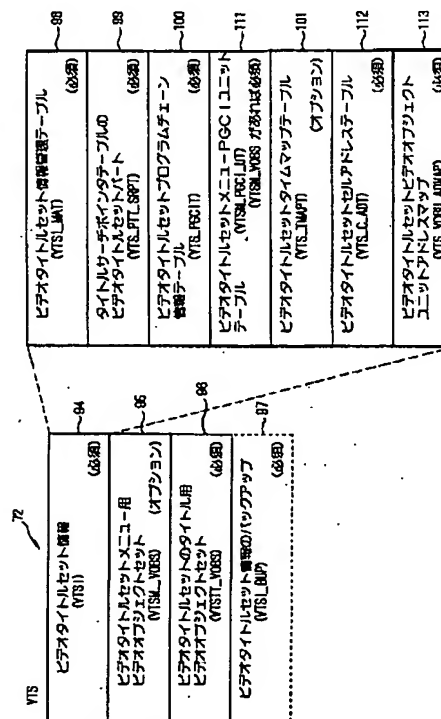 VTS
72
ビデオタイトルセット情報
(VTSI)
(必須)
94
ビデオタイトルセットメニュー用
ビデオオブジェクトセット
(VTSM_VOBS)
(オプション)
95
ビデオタイトルセットのタイトル用
ビデオオブジェクトセット
(VTSTT_VOBS)
(必須)
96
ビデオタイトルセット情報のバックアップ
(VTSI_BUP)
(必須)
97
ビデオタイトルセット情報管理テーブル
(VTSI_MAT)
(必須)
98
タイトルサーチポインタテーブルの
ビデオタイトルセットパート
(VTS_PTT_SRPT)
(必須)
99
ビデオタイトルセットプログラムチェーン
情報テーブル
(VTS_PGCIT)
(必須)
100
ビデオタイトルセットメニューPGCIユニット
テーブル
(VTSM_PGCI_UT)
(VTSM_VOBS があれば必須)
111
ビデオタイトルセットタイムマップテーブル
(VTS_TMAPT)
(オプション)
101
ビデオタイトルセットセルアドレステーブル
(VTS_C_ADT)
(必須)
112
ビデオタイトルセットビデオオブジェクト
ユニットアドレスマップ
(VTS_VOBU_ADMAP)
(必須)
113